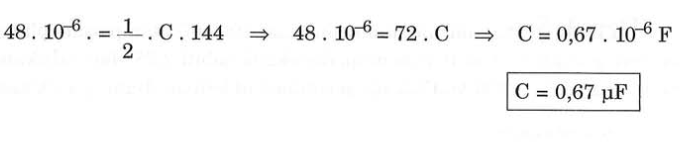 48 . 10⁻⁶ . = 1/2 . C . 144 ⇒ 48 . 10⁻⁶ = 72 . C ⇒ C = 0,67 . 10⁻⁶ F
C = 0,67 µF